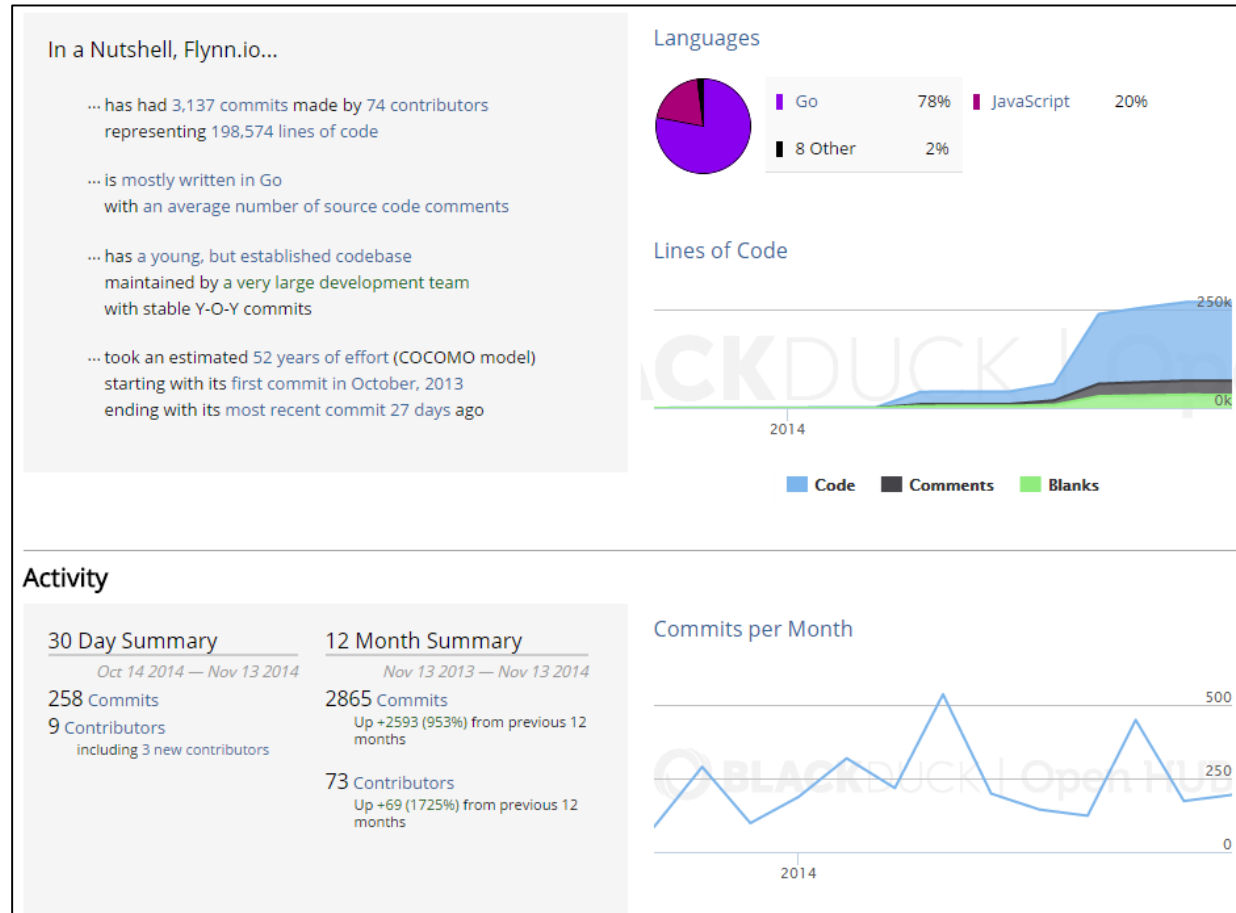 In a Nutshell, Flynn.io...
... has had 3,137 commits made by 74 contributors
representing 198,574 lines of code
... is mostly written in Go
with an average number of source code comments
... has a young, but established codebase
maintained by a very large development team
with stable Y-O-Y commits
... took an estimated 52 years of effort (COCOMO model)
starting with its first commit in October, 2013
ending with its most recent commit 27 days ago
Languages
Go 78% JavaScript 20%
8 Other 2%
Lines of Code
250k
CKDUCK | Op
0k
2014
Code Comments Blanks
Activity
30 Day Summary
Oct 14 2014 — Nov 13 2014
258 Commits
9 Contributors
including 3 new contributors
12 Month Summary
Nov 13 2013 — Nov 13 2014
2865 Commits
Up +2593 (953%) from previous 12
months
73 Contributors
Up +69 (1725%) from previous 12
months
Commits per Month
500
250
BLACKDUCK | Open HUB
0
2014